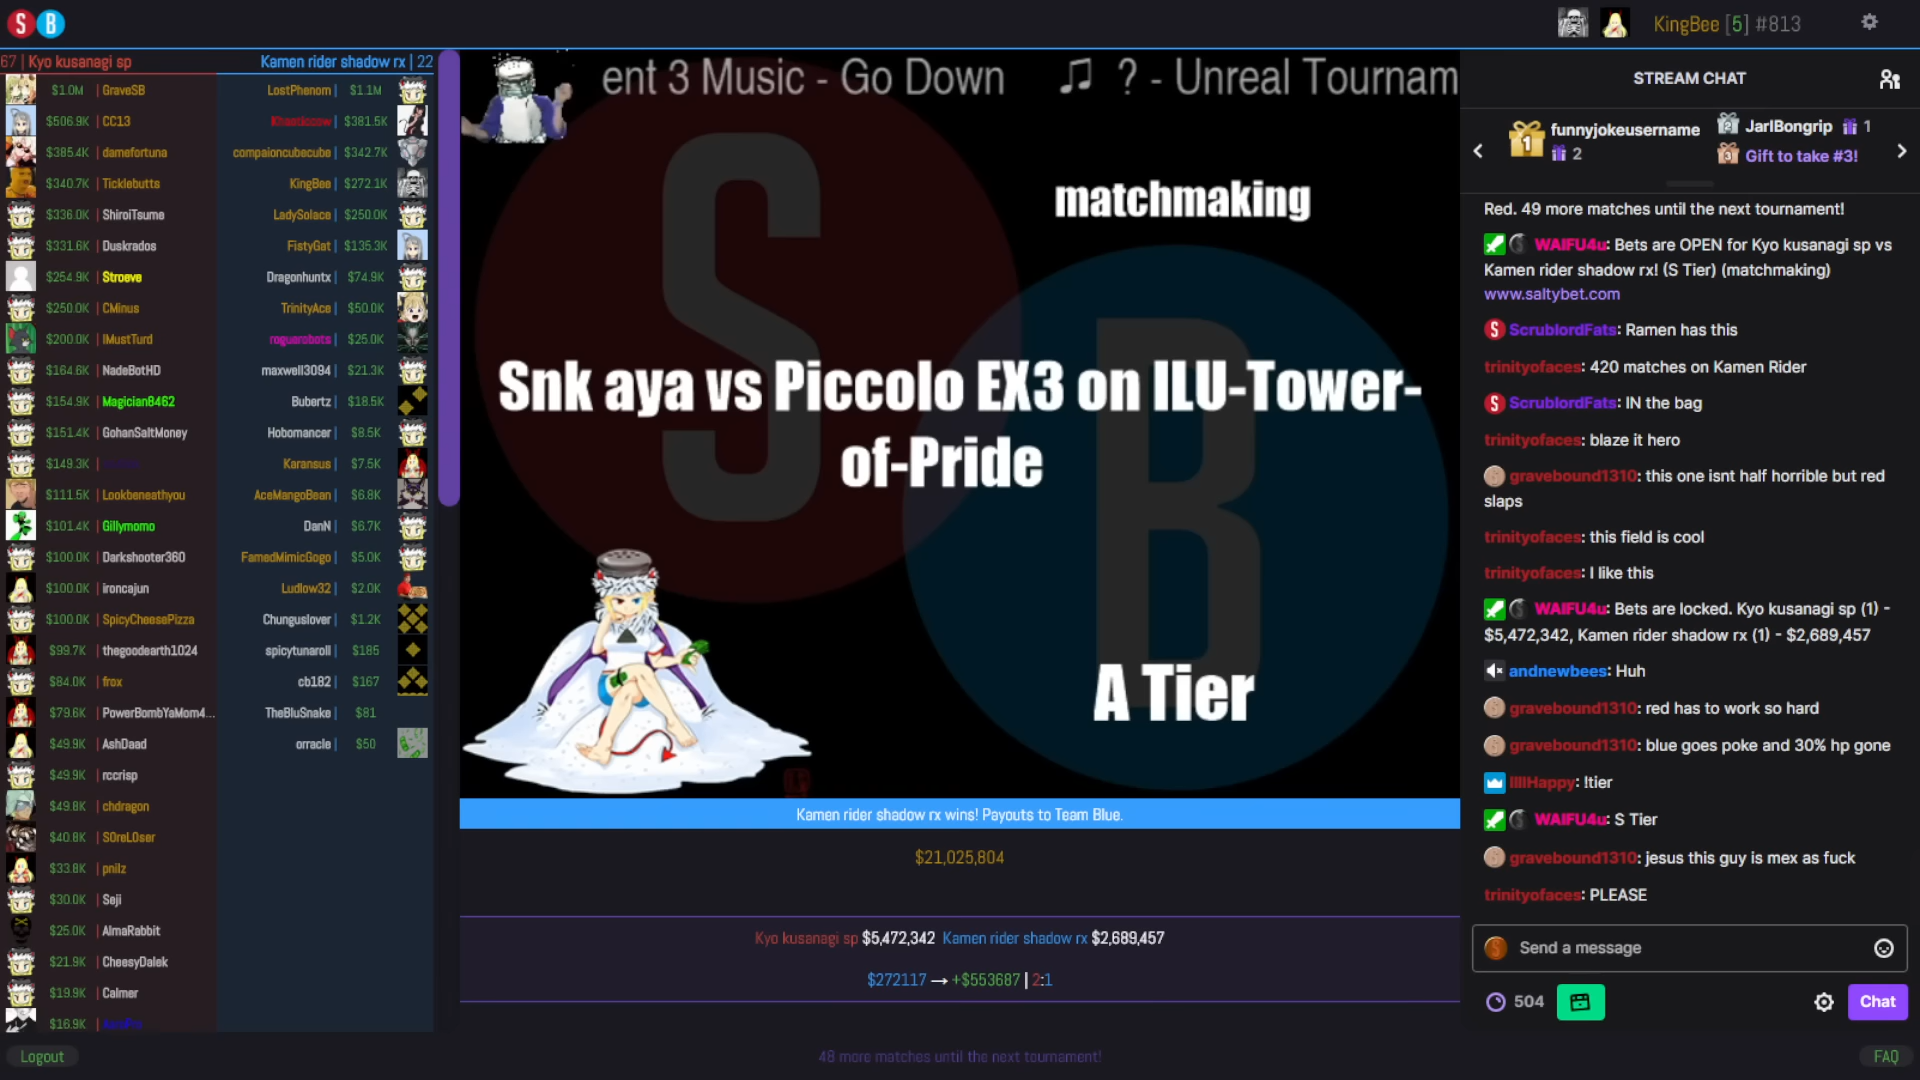 S B
KingBee [5] #813
67 | Kyo kusanagi sp
Kamen rider shadow rx | 22
$1.0M | GraveSB
LostPhenom | $1.1M
$506.9K | CC13
Khaoticcow | $381.5K
$385.4K | damefortuna
compaioncubecube | $342.7K
$340.7K | Ticklebutts
KingBee | $272.1K
$336.0K | ShiroiTsume
LadySolace | $250.0K
$331.6K | Duskrados
FistyGat | $135.3K
$254.9K | Stroeve
Dragonhuntx | $74.9K
$250.0K | CMinus
TrinityAce | $50.0K
$200.0K | IMustTurd
roguerobots | $25.0K
$164.6K | NadeBotHD
maxwell3094 | $21.3K
$154.9K | Magician8462
Bubertz | $18.5K
$151.4K | GohanSaltMoney
Hobomancer | $8.5K
$149.3K |
Karansus | $7.5K
$111.5K | Lookbeneathyou
AceMangoBean | $6.8K
$101.4K | Gillymomo
DanN | $6.7K
$100.0K | Darkshooter360
FamedMimicGogo | $5.0K
$100.0K | ironcajun
Ludlow32 | $2.0K
$100.0K | SpicyCheesePizza
Chunguslover | $1.2K
$99.7K | thegoodearth1024
spicytunaroll | $185
$84.0K | frox
cb182 | $167
$79.6K | PowerBombYaMom4...
TheBluSnake | $81
$49.9K | AshDaad
orracle | $50
$49.9K | rccrisp
$49.8K | chdragon
$40.8K | S0reL0ser
$33.8K | pnilz
$30.0K | Seji
$25.0K | AlmaRabbit
$21.9K | CheesyDalek
$19.9K | Calmer
$16.9K |
Logout
ent 3 Music - Go Down ♫ ? - Unreal Tournam
S
B
matchmaking
Snk aya vs Piccolo EX3 on ILU-Tower-
of-Pride
A Tier
Kamen rider shadow rx wins! Payouts to Team Blue.
$21,025,804
Kyo kusanagi sp $5,472,342 Kamen rider shadow rx $2,689,457
$272117 → +$553687 | 2:1
48 more matches until the next tournament!
STREAM CHAT
1 funnyjokeusername
2
2 JarlBongrip 1
3 Gift to take #3!
Red. 49 more matches until the next tournament!
WAIFU4u: Bets are OPEN for Kyo kusanagi sp vs
Kamen rider shadow rx! (S Tier) (matchmaking)
www.saltybet.com
ScrublordFats: Ramen has this
trinityofaces: 420 matches on Kamen Rider
ScrublordFats: IN the bag
trinityofaces: blaze it hero
gravebound1310: this one isnt half horrible but red
slaps
trinityofaces: this field is cool
trinityofaces: I like this
WAIFU4u: Bets are locked. Kyo kusanagi sp (1) -
$5,472,342, Kamen rider shadow rx (1) - $2,689,457
andnewbees: Huh
gravebound1310: red has to work so hard
gravebound1310: blue goes poke and 30% hp gone
: !tier
WAIFU4u: S Tier
gravebound1310: jesus this guy is mex as fuck
trinityofaces: PLEASE
Send a message
504
Chat
FAQ